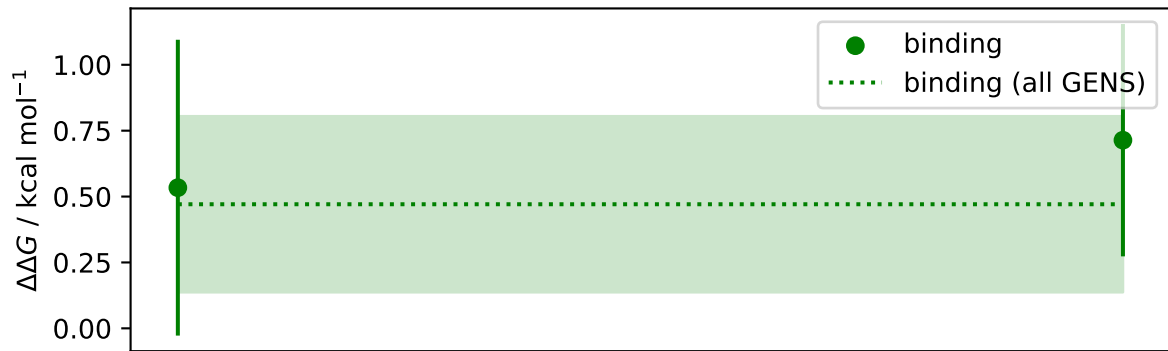 ΔΔG / kcal mol⁻¹
1.00
0.75
0.50
0.25
0.00
binding
binding (all GENS)